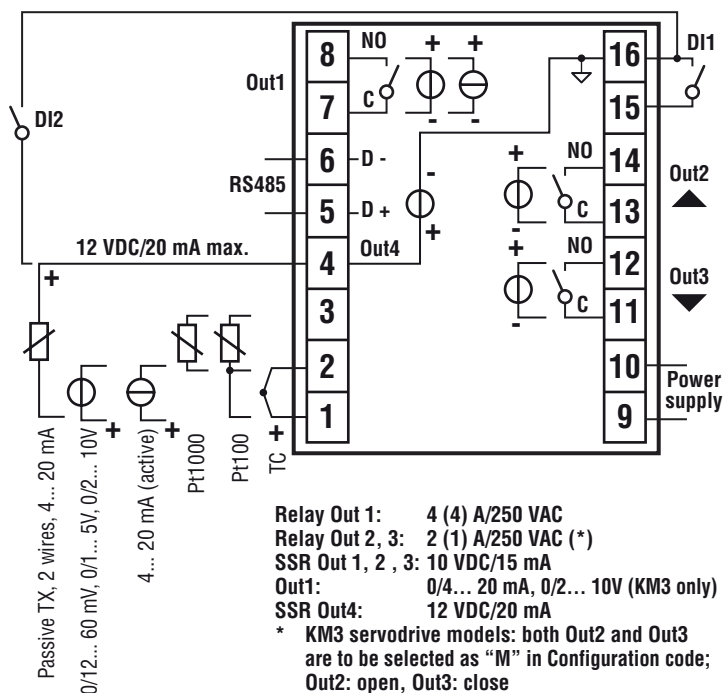 8
NO
+
+
16
DI1
Out1
7
C
-
-
15
DI2
6
D -
-
+
NO
14
Out2
RS485
5
D +
+
-
C
13
12 VDC/20 mA max.
4
Out4
+
NO
12
+
3
-
C
11
Out3
2
10
Power
supply
1
9
+
+
+
TC
Pt100
Pt1000
4... 20 mA (active)
0/12... 60 mV, 0/1... 5V, 0/2... 10V
Passive TX, 2 wires, 4... 20 mA
Relay Out 1: 4 (4) A/250 VAC
Relay Out 2, 3: 2 (1) A/250 VAC (*)
SSR Out 1, 2 , 3: 10 VDC/15 mA
Out1: 0/4... 20 mA, 0/2... 10V (KM3 only)
SSR Out4: 12 VDC/20 mA
* KM3 servodrive models: both Out2 and Out3
are to be selected as “M” in Configuration code;
Out2: open, Out3: close